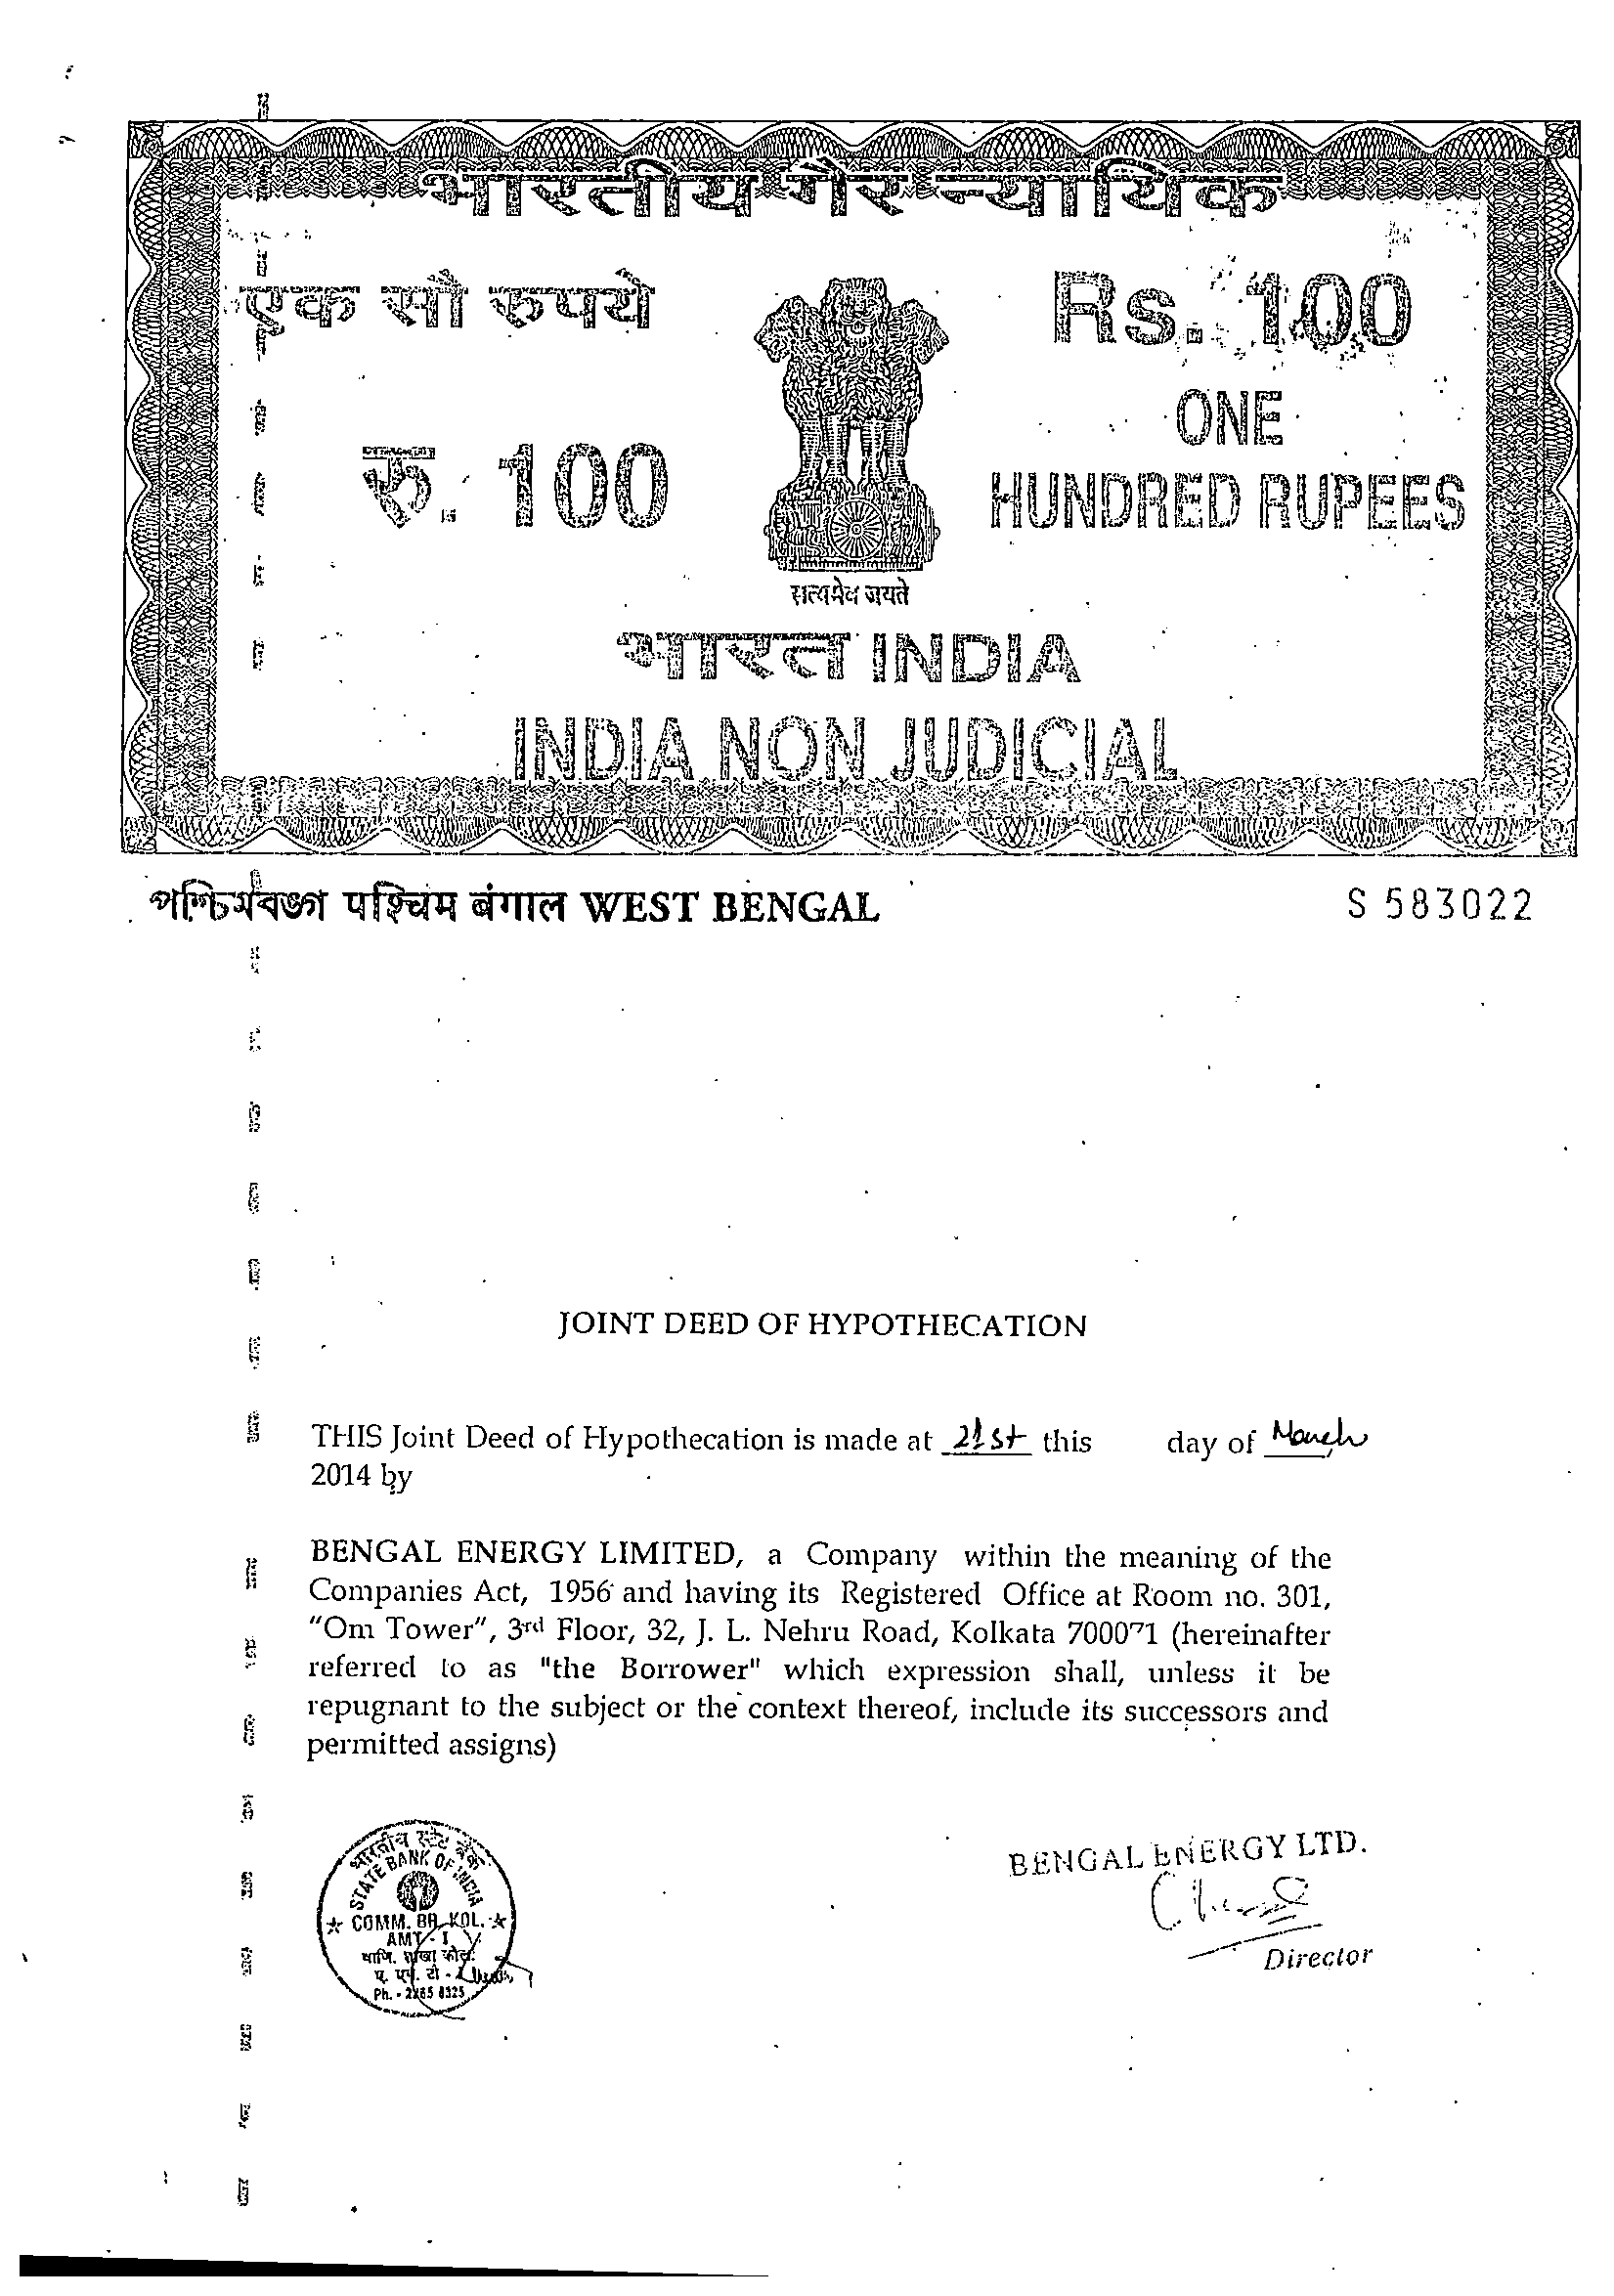 भारतीय गैर न्यायिक
एक सौ रुपये
Rs. 100
रु. 100
ONE
HUNDRED RUPEES
सत्यमेव जयते
भारत INDIA
INDIA NON JUDICIAL
পশ্চিমবঙ্গ पश्चिम बंगाल WEST BENGAL
S 583022
JOINT DEED OF HYPOTHECATION
THIS Joint Deed of Hypothecation is made at 21st this day of March
2014 by
BENGAL ENERGY LIMITED, a Company within the meaning of the
Companies Act, 1956 and having its Registered Office at Room no. 301,
"Om Tower", 3rd Floor, 32, J. L. Nehru Road, Kolkata 700071 (hereinafter
referred to as "the Borrower" which expression shall, unless it be
repugnant to the subject or the context thereof, include its successors and
permitted assigns)
भारतीय स्टेट बैंक
STATE BANK OF INDIA
COMM. BR. KOL.
AMT - I
वाणि. शाखा कोल.
ए. एम. टी -
Ph. - 2265 8325
BENGAL ENERGY LTD.
Director